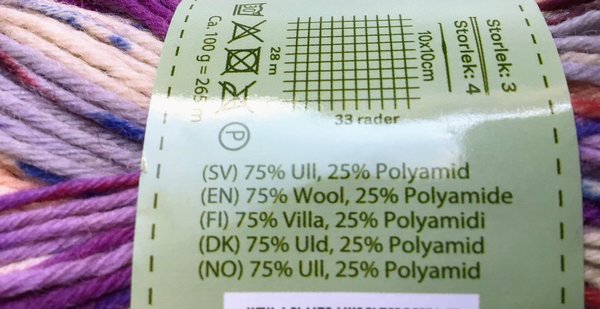 Ca. 100 g = 265 m
28 m
10x10cm
33 rader
Storlek: 3
Storlek: 4
P
(SV) 75% Ull, 25% Polyamid
(EN) 75% Wool, 25% Polyamide
(FI) 75% Villa, 25% Polyamidi
(DK) 75% Uld, 25% Polyamid
(NO) 75% Ull, 25% Polyamid